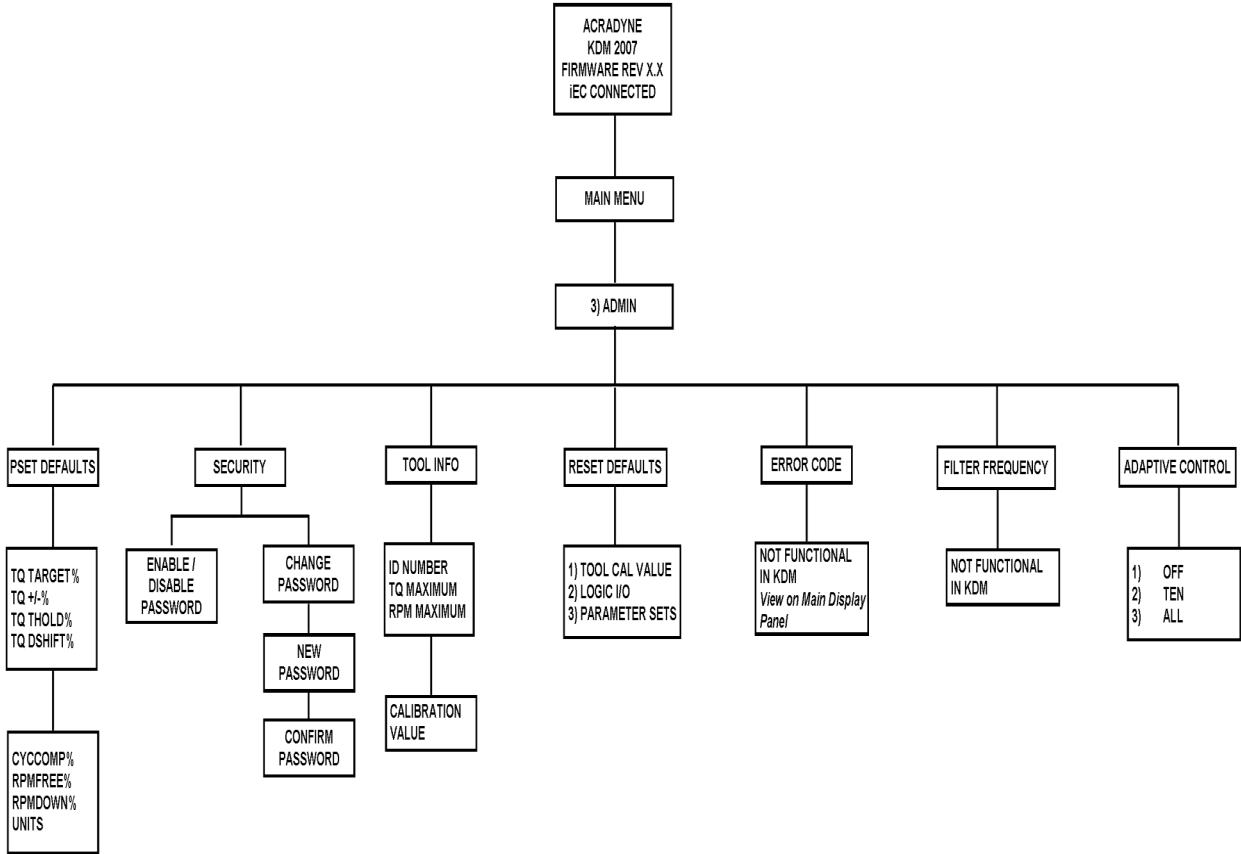 ACRADYNE
KDM 2007
FIRMWARE REV X.X
iEC CONNECTED
MAIN MENU
3) ADMIN
PSET DEFAULTS
SECURITY
TOOL INFO
RESET DEFAULTS
ERROR CODE
FILTER FREQUENCY
ADAPTIVE CONTROL
TQ TARGET%
TQ +/-%
TQ THOLD%
TQ DSHIFT%
CYCCOMP%
RPMFREE%
RPMDOWN%
UNITS
ENABLE /
DISABLE
PASSWORD
CHANGE
PASSWORD
NEW
PASSWORD
CONFIRM
PASSWORD
ID NUMBER
TQ MAXIMUM
RPM MAXIMUM
CALIBRATION
VALUE
1) TOOL CAL VALUE
2) LOGIC I/O
3) PARAMETER SETS
NOT FUNCTIONAL
IN KDM
View on Main Display
Panel
NOT FUNCTIONAL
IN KDM
1) OFF
2) TEN
3) ALL